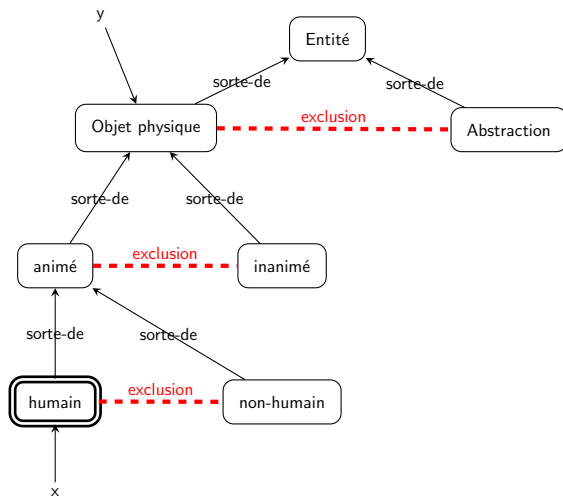 y
Entité
sorte-de
sorte-de
Objet physique
exclusion
Abstraction
sorte-de
sorte-de
animé
exclusion
inanimé
sorte-de
sorte-de
humain
exclusion
non-humain
x